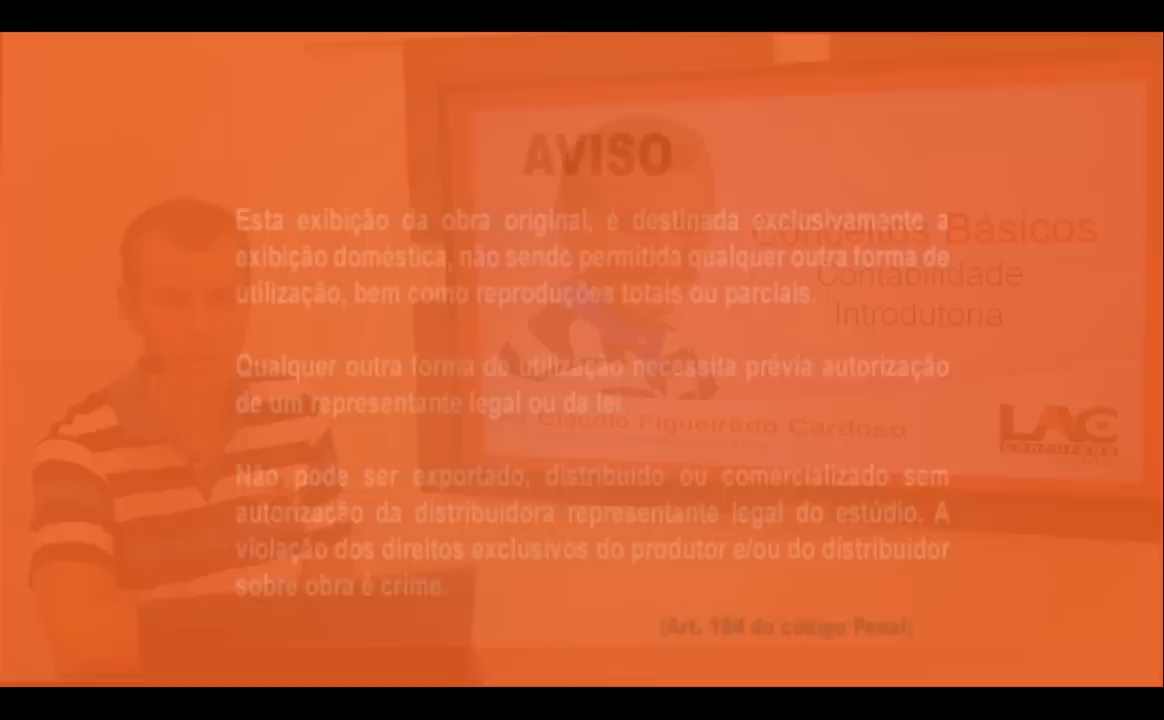 AVISO
Esta exibição da obra original, é destinada exclusivamente a
exibição doméstica, não sendo permitida qualquer outra forma de
utilização, bem como reproduções totais ou parciais.
Qualquer outra forma de utilização necessita prévia autorização
de um representante legal ou da lei.
Não pode ser exportado, distribuído ou comercializado sem
autorização da distribuidora representante legal do estúdio. A
violação dos direitos exclusivos do produtor e/ou do distribuidor
sobre obra é crime.
(Art. 184 do código Penal)
Conceitos Básicos
Contabilidade
Introdutória
Claudio Figueiredo Cardoso
LAC
concursos